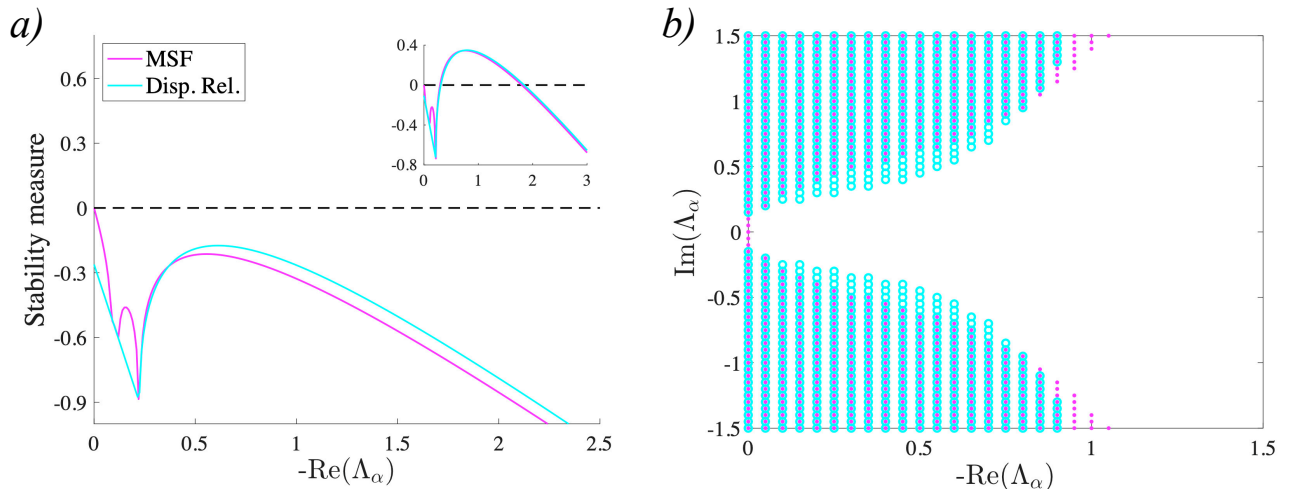 a)
MSF
Disp. Rel.
0.6
0.3
0
-0.3
-0.6
-0.9
Stability measure
0 0.5 1 1.5 2 2.5
-Re(Λα)
0.4
0
-0.4
-0.8
0 1 2 3
b)
1.5
1
0.5
0
-0.5
-1
-1.5
Im(Λα)
0 0.5 1 1.5
-Re(Λα)